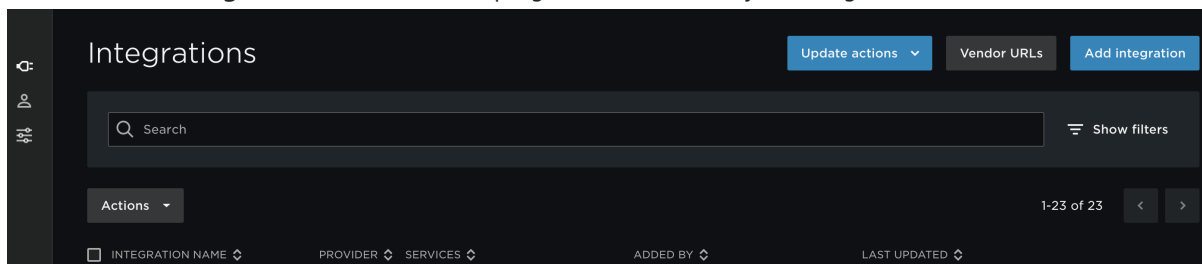 Integrations
Update actions
Vendor URLs
Add integration
Search
Show filters
Actions
1-23 of 23
INTEGRATION NAME PROVIDER SERVICES ADDED BY LAST UPDATED